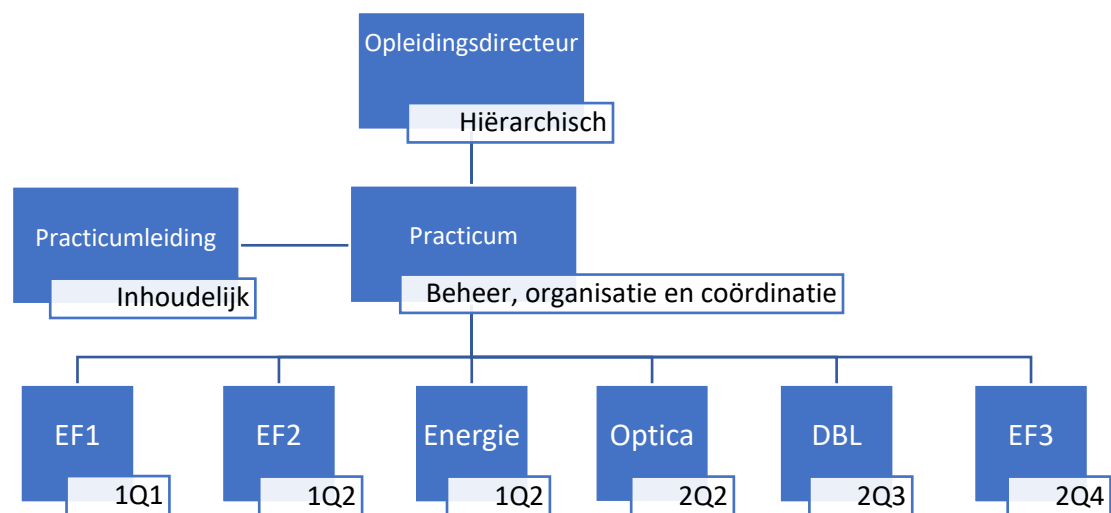 Opleidingsdirecteur
Hiërarchisch
Practicumleiding
Inhoudelijk
Practicum
Beheer, organisatie en coördinatie
EF1
1Q1
EF2
1Q2
Energie
1Q2
Optica
2Q2
DBL
2Q3
EF3
2Q4